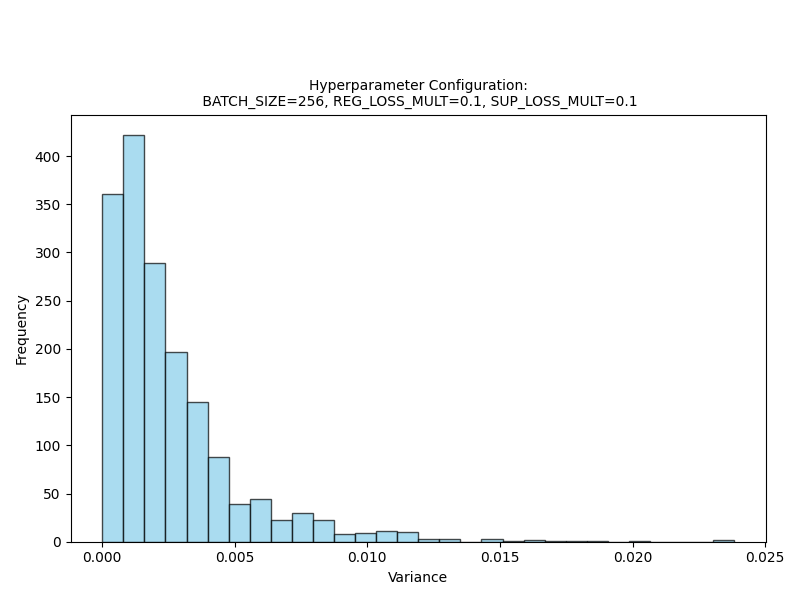 Hyperparameter Configuration:
BATCH_SIZE=256, REG_LOSS_MULT=0.1, SUP_LOSS_MULT=0.1
400
350
300
250
200
150
100
50
0
Frequency
0.000 0.005 0.010 0.015 0.020 0.025
Variance